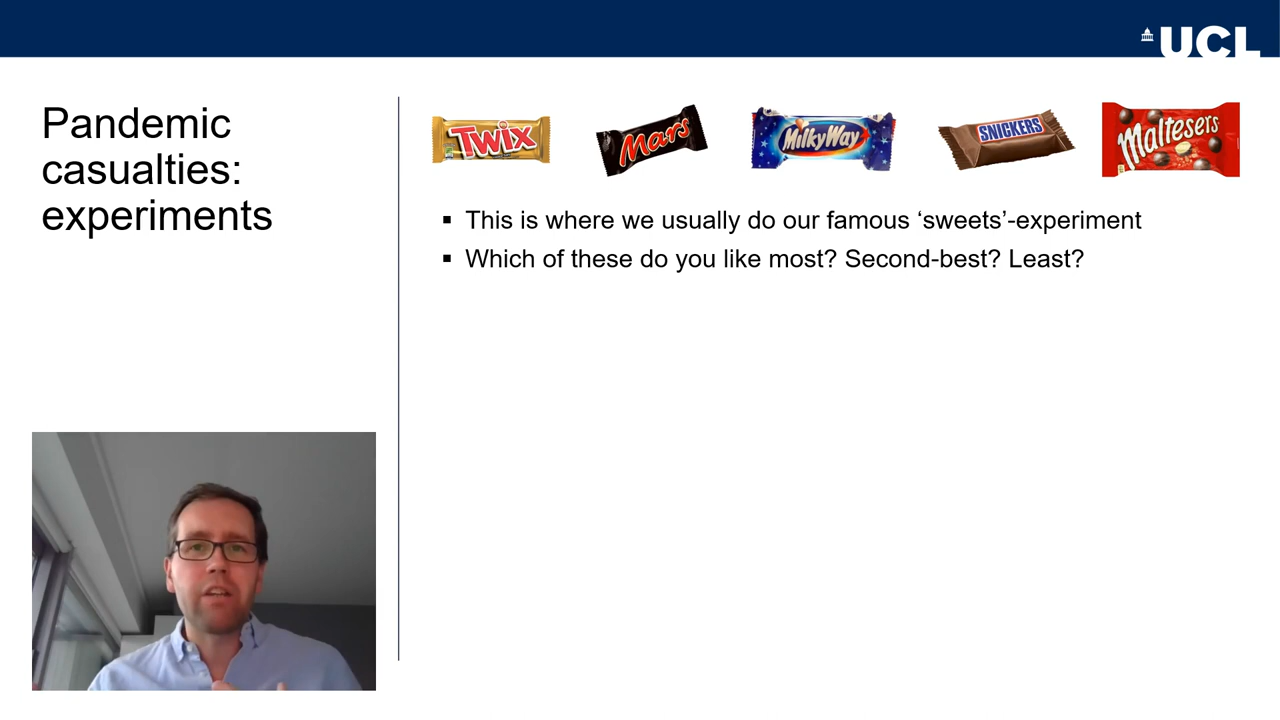 UCL
Pandemic
casualties:
experiments
TWIX
Mars
MilkyWay
SNICKERS
Maltesers
▪ This is where we usually do our famous ‘sweets’-experiment
▪ Which of these do you like most? Second-best? Least?